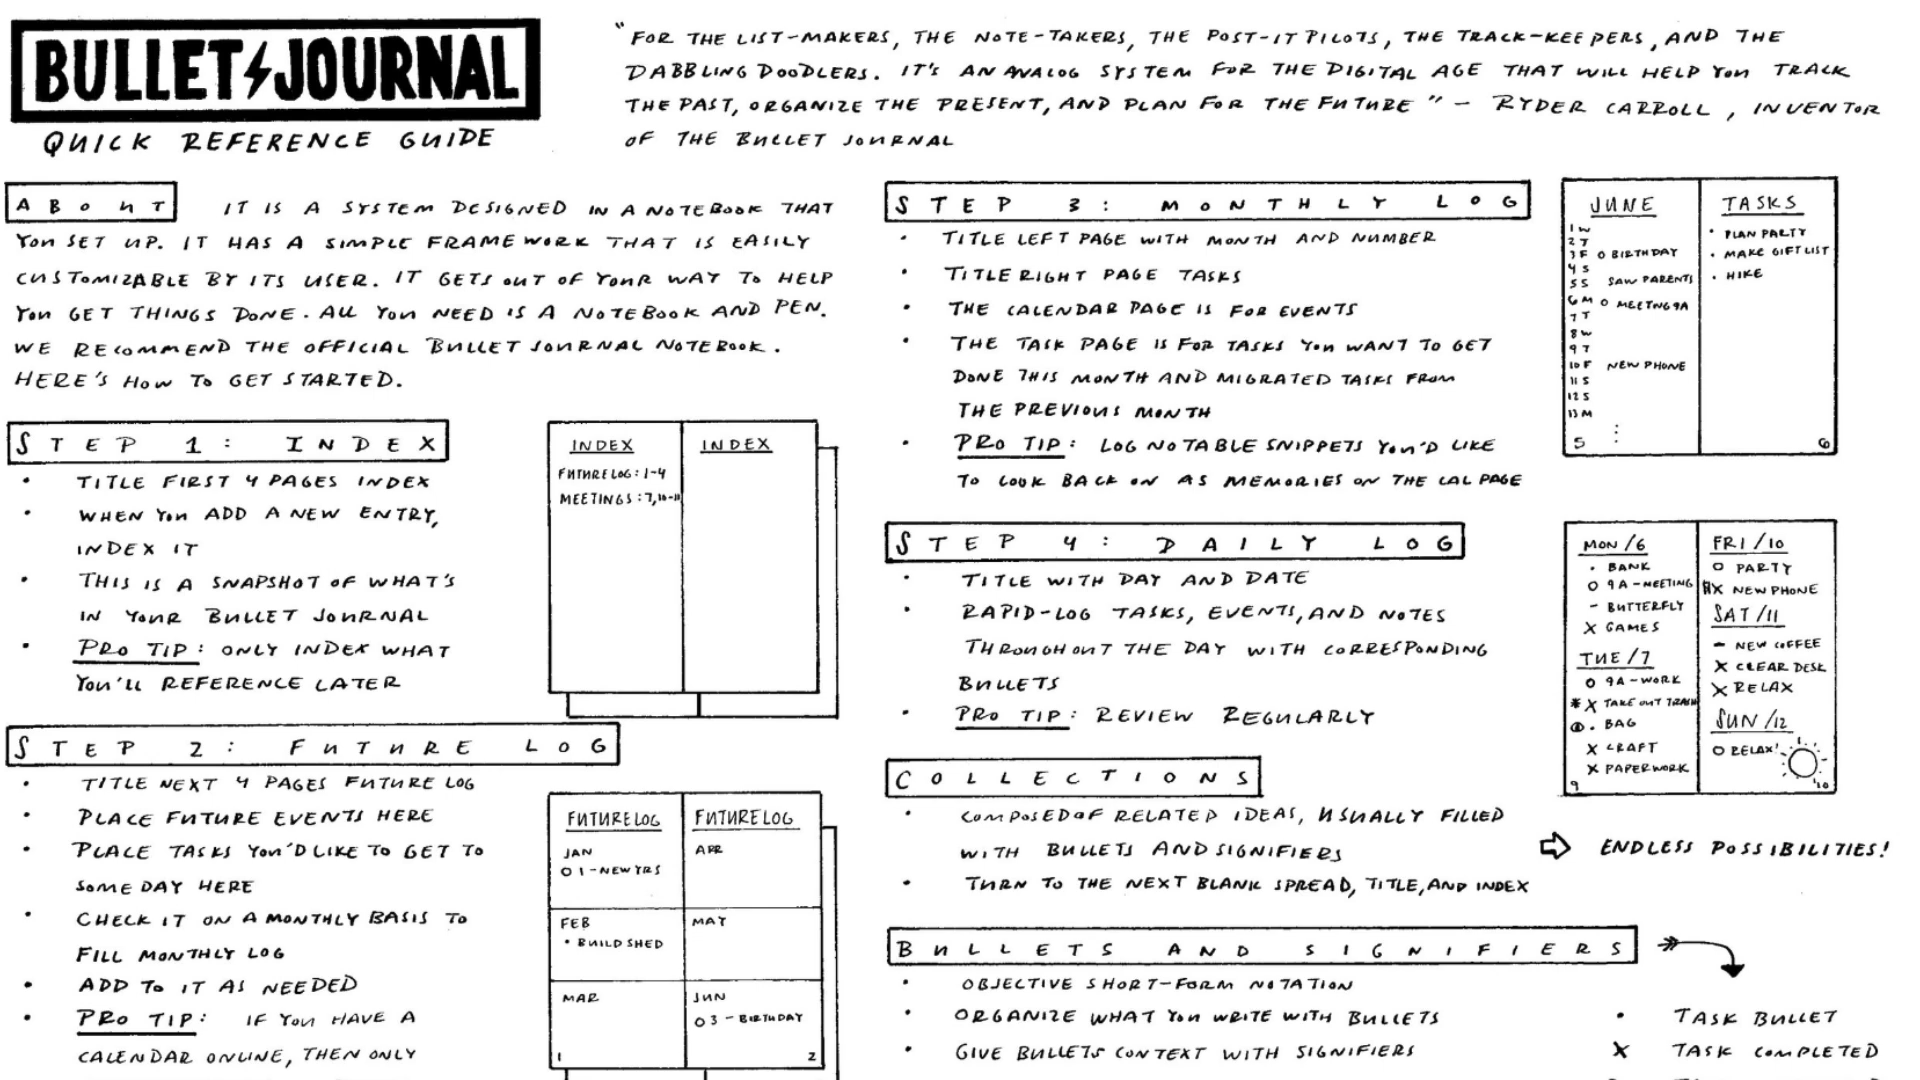 BULLET JOURNAL
QUICK REFERENCE GUIDE
"FOR THE LIST-MAKERS, THE NOTE-TAKERS, THE POST-IT PILOTS, THE TRACK-KEEPERS, AND THE
DABBLING DOODLERS. IT'S AN ANALOG SYSTEM FOR THE DIGITAL AGE THAT WILL HELP YOU TRACK
THE PAST, ORGANIZE THE PRESENT, AND PLAN FOR THE FUTURE" - RYDER CARROLL, INVENTOR
OF THE BULLET JOURNAL
ABOUT IT IS A SYSTEM DESIGNED IN A NOTEBOOK THAT
YOU SET UP. IT HAS A SIMPLE FRAMEWORK THAT IS EASILY
CUSTOMIZABLE BY ITS USER. IT GETS OUT OF YOUR WAY TO HELP
YOU GET THINGS DONE. ALL YOU NEED IS A NOTEBOOK AND PEN.
WE RECOMMEND THE OFFICIAL BULLET JOURNAL NOTEBOOK.
HERE'S HOW TO GET STARTED.
STEP 1: INDEX
• TITLE FIRST 4 PAGES INDEX
• WHEN YOU ADD A NEW ENTRY,
INDEX IT
• THIS IS A SNAPSHOT OF WHAT'S
IN YOUR BULLET JOURNAL
• PRO TIP: ONLY INDEX WHAT
YOU'LL REFERENCE LATER
INDEX
FUTURE LOG: 1-4
MEETINGS: 7, 10-11
INDEX
STEP 2: FUTURE LOG
• TITLE NEXT 4 PAGES FUTURE LOG
• PLACE FUTURE EVENTS HERE
• PLACE TASKS YOU'D LIKE TO GET TO
SOME DAY HERE
• CHECK IT ON A MONTHLY BASIS TO
FILL MONTHLY LOG
• ADD TO IT AS NEEDED
• PRO TIP: IF YOU HAVE A
CALENDAR ONLINE, THEN ONLY
FUTURE LOG
JAN
O 1 - NEW YRS
FEB
• BUILD SHED
MAR
1
FUTURE LOG
APR
MAY
JUN
O 3 - BIRTHDAY
2
STEP 3: MONTHLY LOG
• TITLE LEFT PAGE WITH MONTH AND NUMBER
• TITLE RIGHT PAGE TASKS
• THE CALENDAR PAGE IS FOR EVENTS
• THE TASK PAGE IS FOR TASKS YOU WANT TO GET
DONE THIS MONTH AND MIGRATED TASKS FROM
THE PREVIOUS MONTH
• PRO TIP: LOG NOTABLE SNIPPETS YOU'D LIKE
TO LOOK BACK ON AS MEMORIES ON THE CAL PAGE
JUNE
1 W
2 T
3 F O BIRTHDAY
4 S
5 S SAW PARENTS
6 M O MEETING 9A
7 T
8 W
9 T
10 F NEW PHONE
11 S
12 S
13 M
5
TASKS
• PLAN PARTY
• MAKE GIFT LIST
• HIKE
6
STEP 4: DAILY LOG
• TITLE WITH DAY AND DATE
• RAPID-LOG TASKS, EVENTS, AND NOTES
THROUGHOUT THE DAY WITH CORRESPONDING
BULLETS
• PRO TIP: REVIEW REGULARLY
MON /6
• BANK
O 9A - MEETING
- BUTTERFLY
X GAMES
TUE /7
O 9A - WORK
* X TAKE OUT TRASH
• BAG
X CRAFT
X PAPERWORK
9
FRI /10
O PARTY
X NEW PHONE
SAT /11
- NEW COFFEE
X CLEAR DESK
X RELAX
SUN /12
O RELAX!
10
COLLECTIONS
• COMPOSED OF RELATED IDEAS, USUALLY FILLED
WITH BULLETS AND SIGNIFIERS
• TURN TO THE NEXT BLANK SPREAD, TITLE, AND INDEX
ENDLESS POSSIBILITIES!
BULLETS AND SIGNIFIERS
• OBJECTIVE SHORT-FORM NOTATION
• ORGANIZE WHAT YOU WRITE WITH BULLETS
• GIVE BULLETS CONTEXT WITH SIGNIFIERS
• TASK BULLET
X TASK COMPLETED